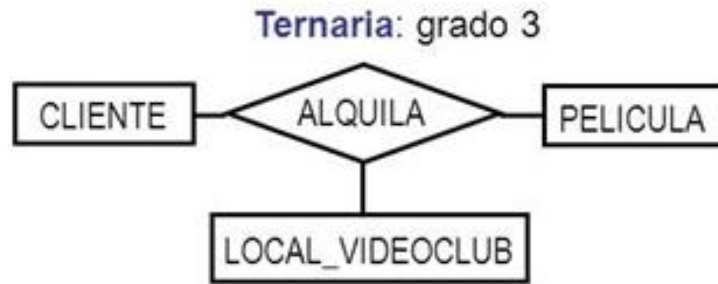 Ternaria: grado 3
CLIENTE
ALQUILA
PELICULA
LOCAL_VIDEOCLUB